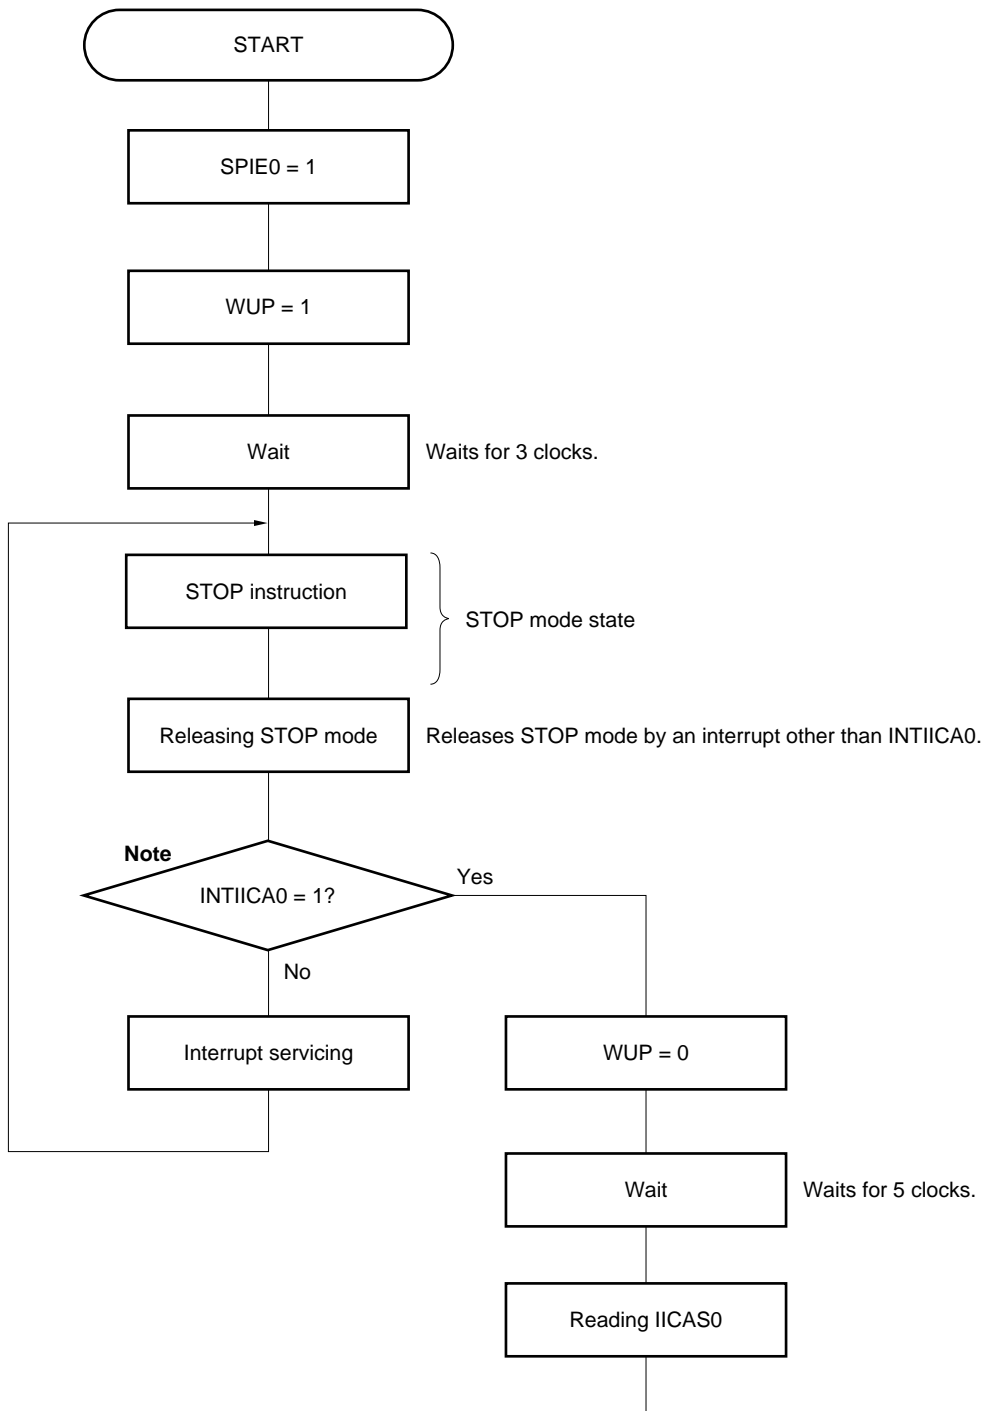 START
SPIE0 = 1
WUP = 1
Wait
Waits for 3 clocks.
STOP instruction
STOP mode state
Releasing STOP mode
Releases STOP mode by an interrupt other than INTIICA0.
Note
INTIICA0 = 1?
Yes
No
Interrupt servicing
WUP = 0
Wait
Waits for 5 clocks.
Reading IICAS0